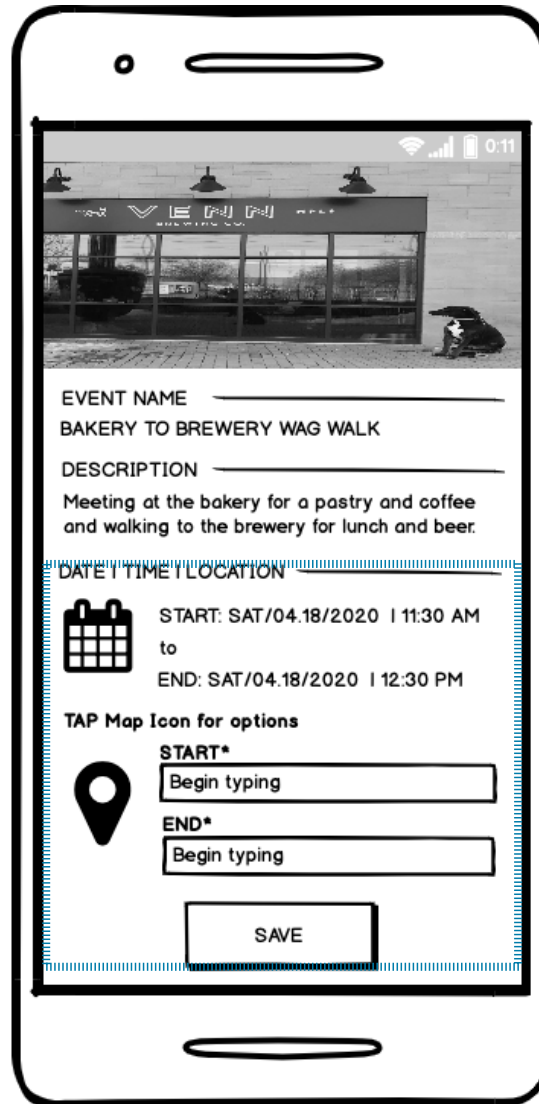 0:11
VENN
BREWING CO.
EVENT NAME
BAKERY TO BREWERY WAG WALK
DESCRIPTION
Meeting at the bakery for a pastry and coffee
and walking to the brewery for lunch and beer.
DATE | TIME | LOCATION
START: SAT/04.18/2020 | 11:30 AM
to
END: SAT/04.18/2020 | 12:30 PM
TAP Map Icon for options
START*
Begin typing
END*
Begin typing
SAVE